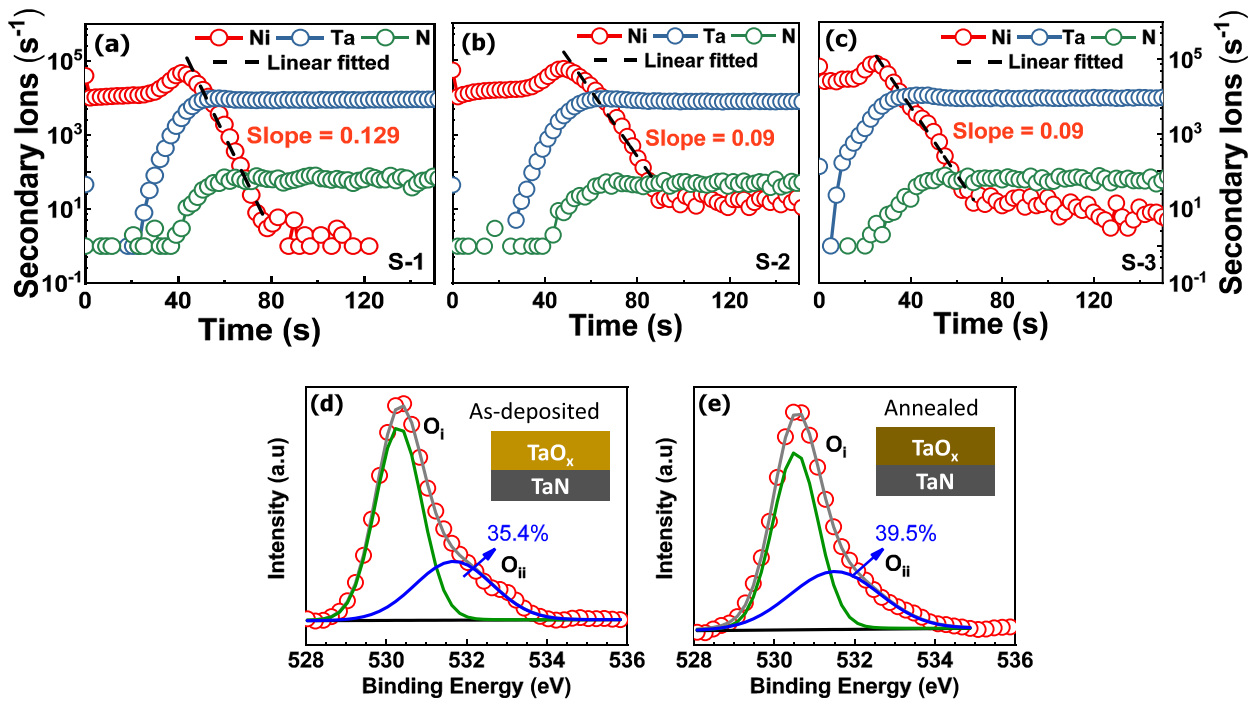 (a)
Ni Ta N
Linear fitted
Slope = 0.129
S-1
Secondary Ions (s⁻¹)
10⁵
10³
10¹
10⁻¹
0 40 80 120
Time (s)
(b)
Ni Ta N
Linear fitted
Slope = 0.09
S-2
0 40 80 120
Time (s)
(c)
Ni Ta N
Linear fitted
Slope = 0.09
S-3
0 40 80 120
Time (s)
10⁵
10³
10¹
10⁻¹
Secondary Ions (s⁻¹)
(d)
As-deposited
Oᵢ
TaOₓ
TaN
35.4%
Oᵢᵢ
Intensity (a.u)
528 530 532 534 536
Binding Energy (eV)
(e)
Annealed
Oᵢ
TaOₓ
TaN
39.5%
Oᵢᵢ
Intensity (a.u)
528 530 532 534 536
Binding Energy (eV)